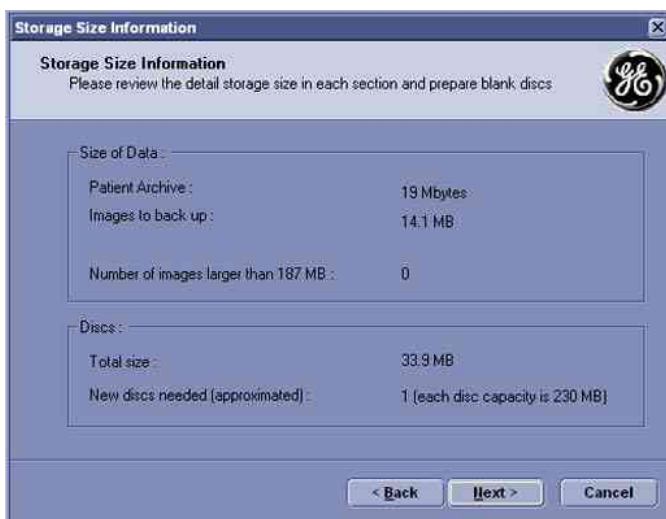 Storage Size Information
Storage Size Information
Please review the detail storage size in each section and prepare blank discs
GE
Size of Data :
Patient Archive : 19 Mbytes
Images to back up : 14.1 MB
Number of images larger than 187 MB : 0
Discs :
Total size : 33.9 MB
New discs needed (approximated) : 1 (each disc capacity is 230 MB)
< Back Next > Cancel